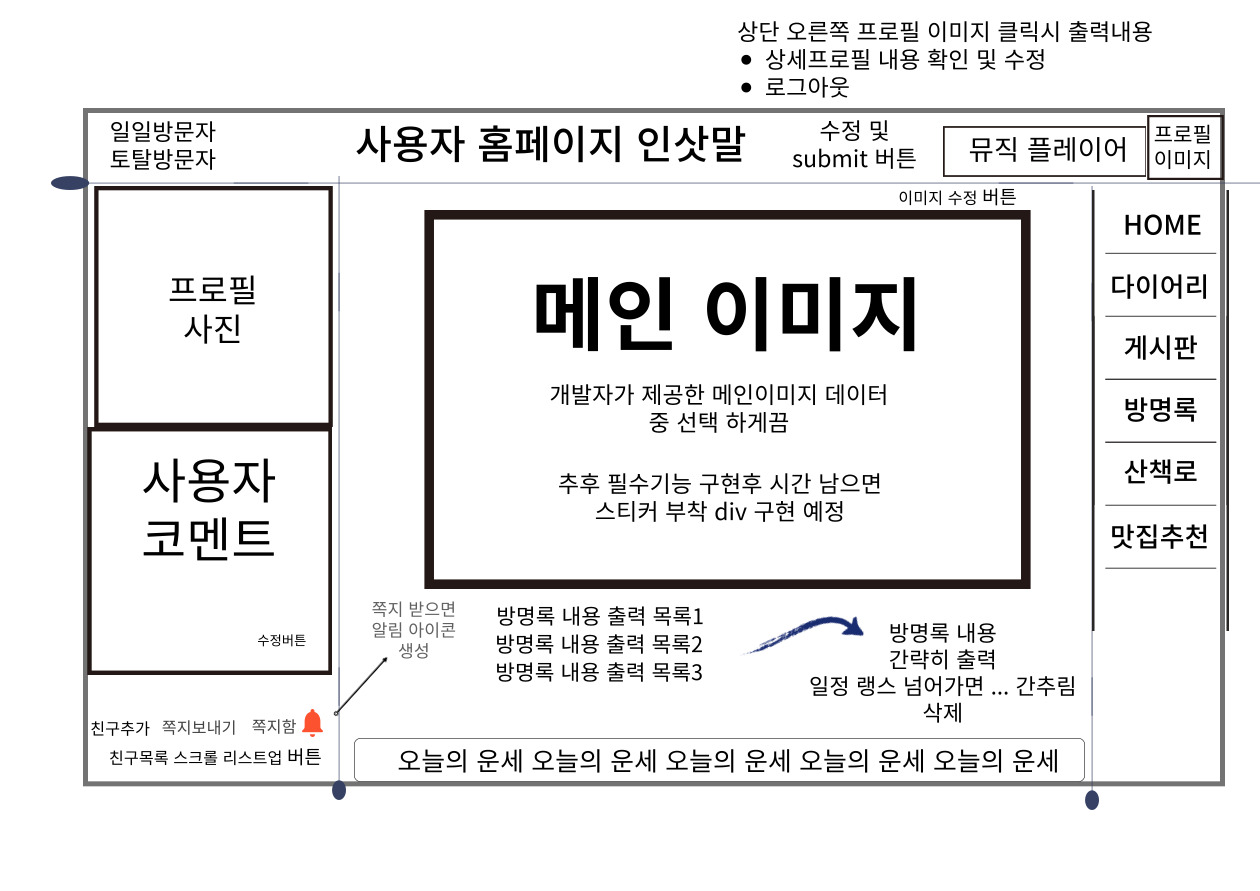 상단 오른쪽 프로필 이미지 클릭시 출력내용
• 상세프로필 내용 확인 및 수정
• 로그아웃
일일방문자
토탈방문자
사용자 홈페이지 인삿말
수정 및
submit 버튼
뮤직 플레이어
프로필
이미지
이미지 수정 버튼
프로필
사진
사용자
코멘트
수정버튼
메인 이미지
개발자가 제공한 메인이미지 데이터
중 선택 하게끔
추후 필수기능 구현후 시간 남으면
스티커 부착 div 구현 예정
HOME
다이어리
게시판
방명록
산책로
맛집추천
쪽지 받으면
알림 아이콘
생성
방명록 내용 출력 목록1
방명록 내용 출력 목록2
방명록 내용 출력 목록3
방명록 내용
간략히 출력
일정 랭스 넘어가면 ... 간추림
삭제
친구추가 쪽지보내기 쪽지함
친구목록 스크롤 리스트업 버튼
오늘의 운세 오늘의 운세 오늘의 운세 오늘의 운세 오늘의 운세